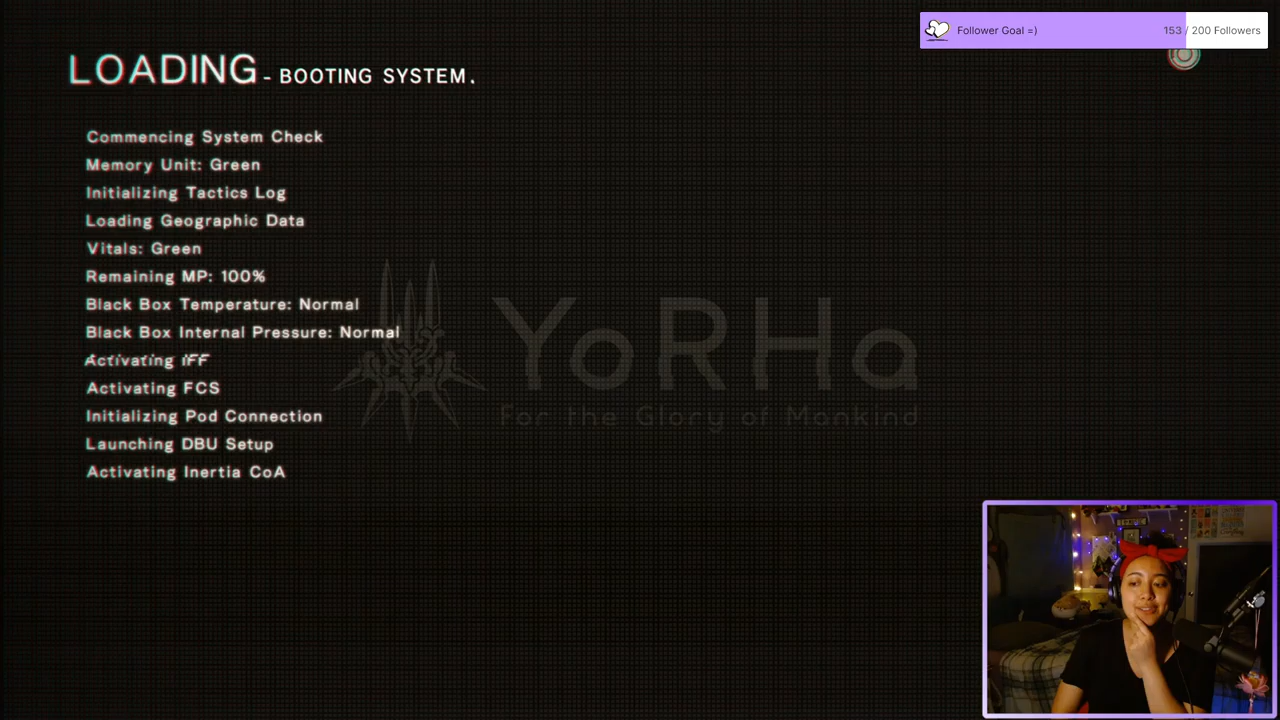 Follower Goal =)
153 / 200 Followers
LOADING - BOOTING SYSTEM.
Commencing System Check
Memory Unit: Green
Initializing Tactics Log
Loading Geographic Data
Vitals: Green
Remaining MP: 100%
Black Box Temperature: Normal
Black Box Internal Pressure: Normal
Activating IFF
Activating FCS
Initializing Pod Connection
Launching DBU Setup
Activating Inertia CoA
YoRHa
For the Glory of Mankind